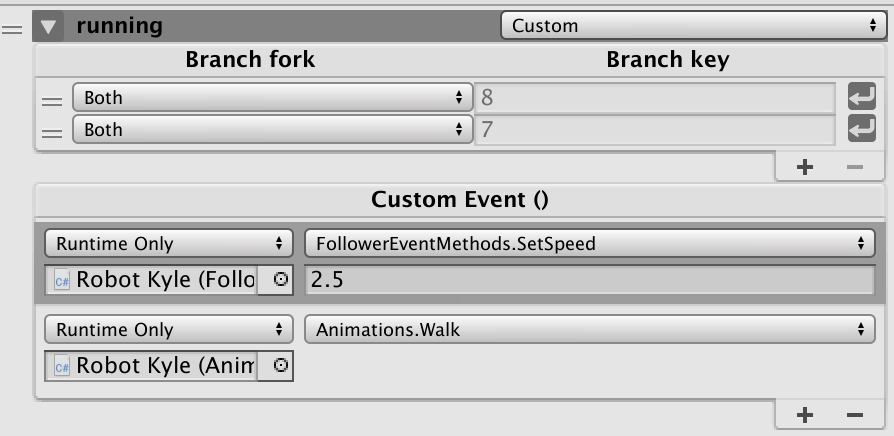 running Custom
Branch fork Branch key
Both 8
Both 7
+ −
Custom Event ()
Runtime Only FollowerEventMethods.SetSpeed
C# Robot Kyle (Follo 2.5
Runtime Only Animations.Walk
C# Robot Kyle (Anim
+ −